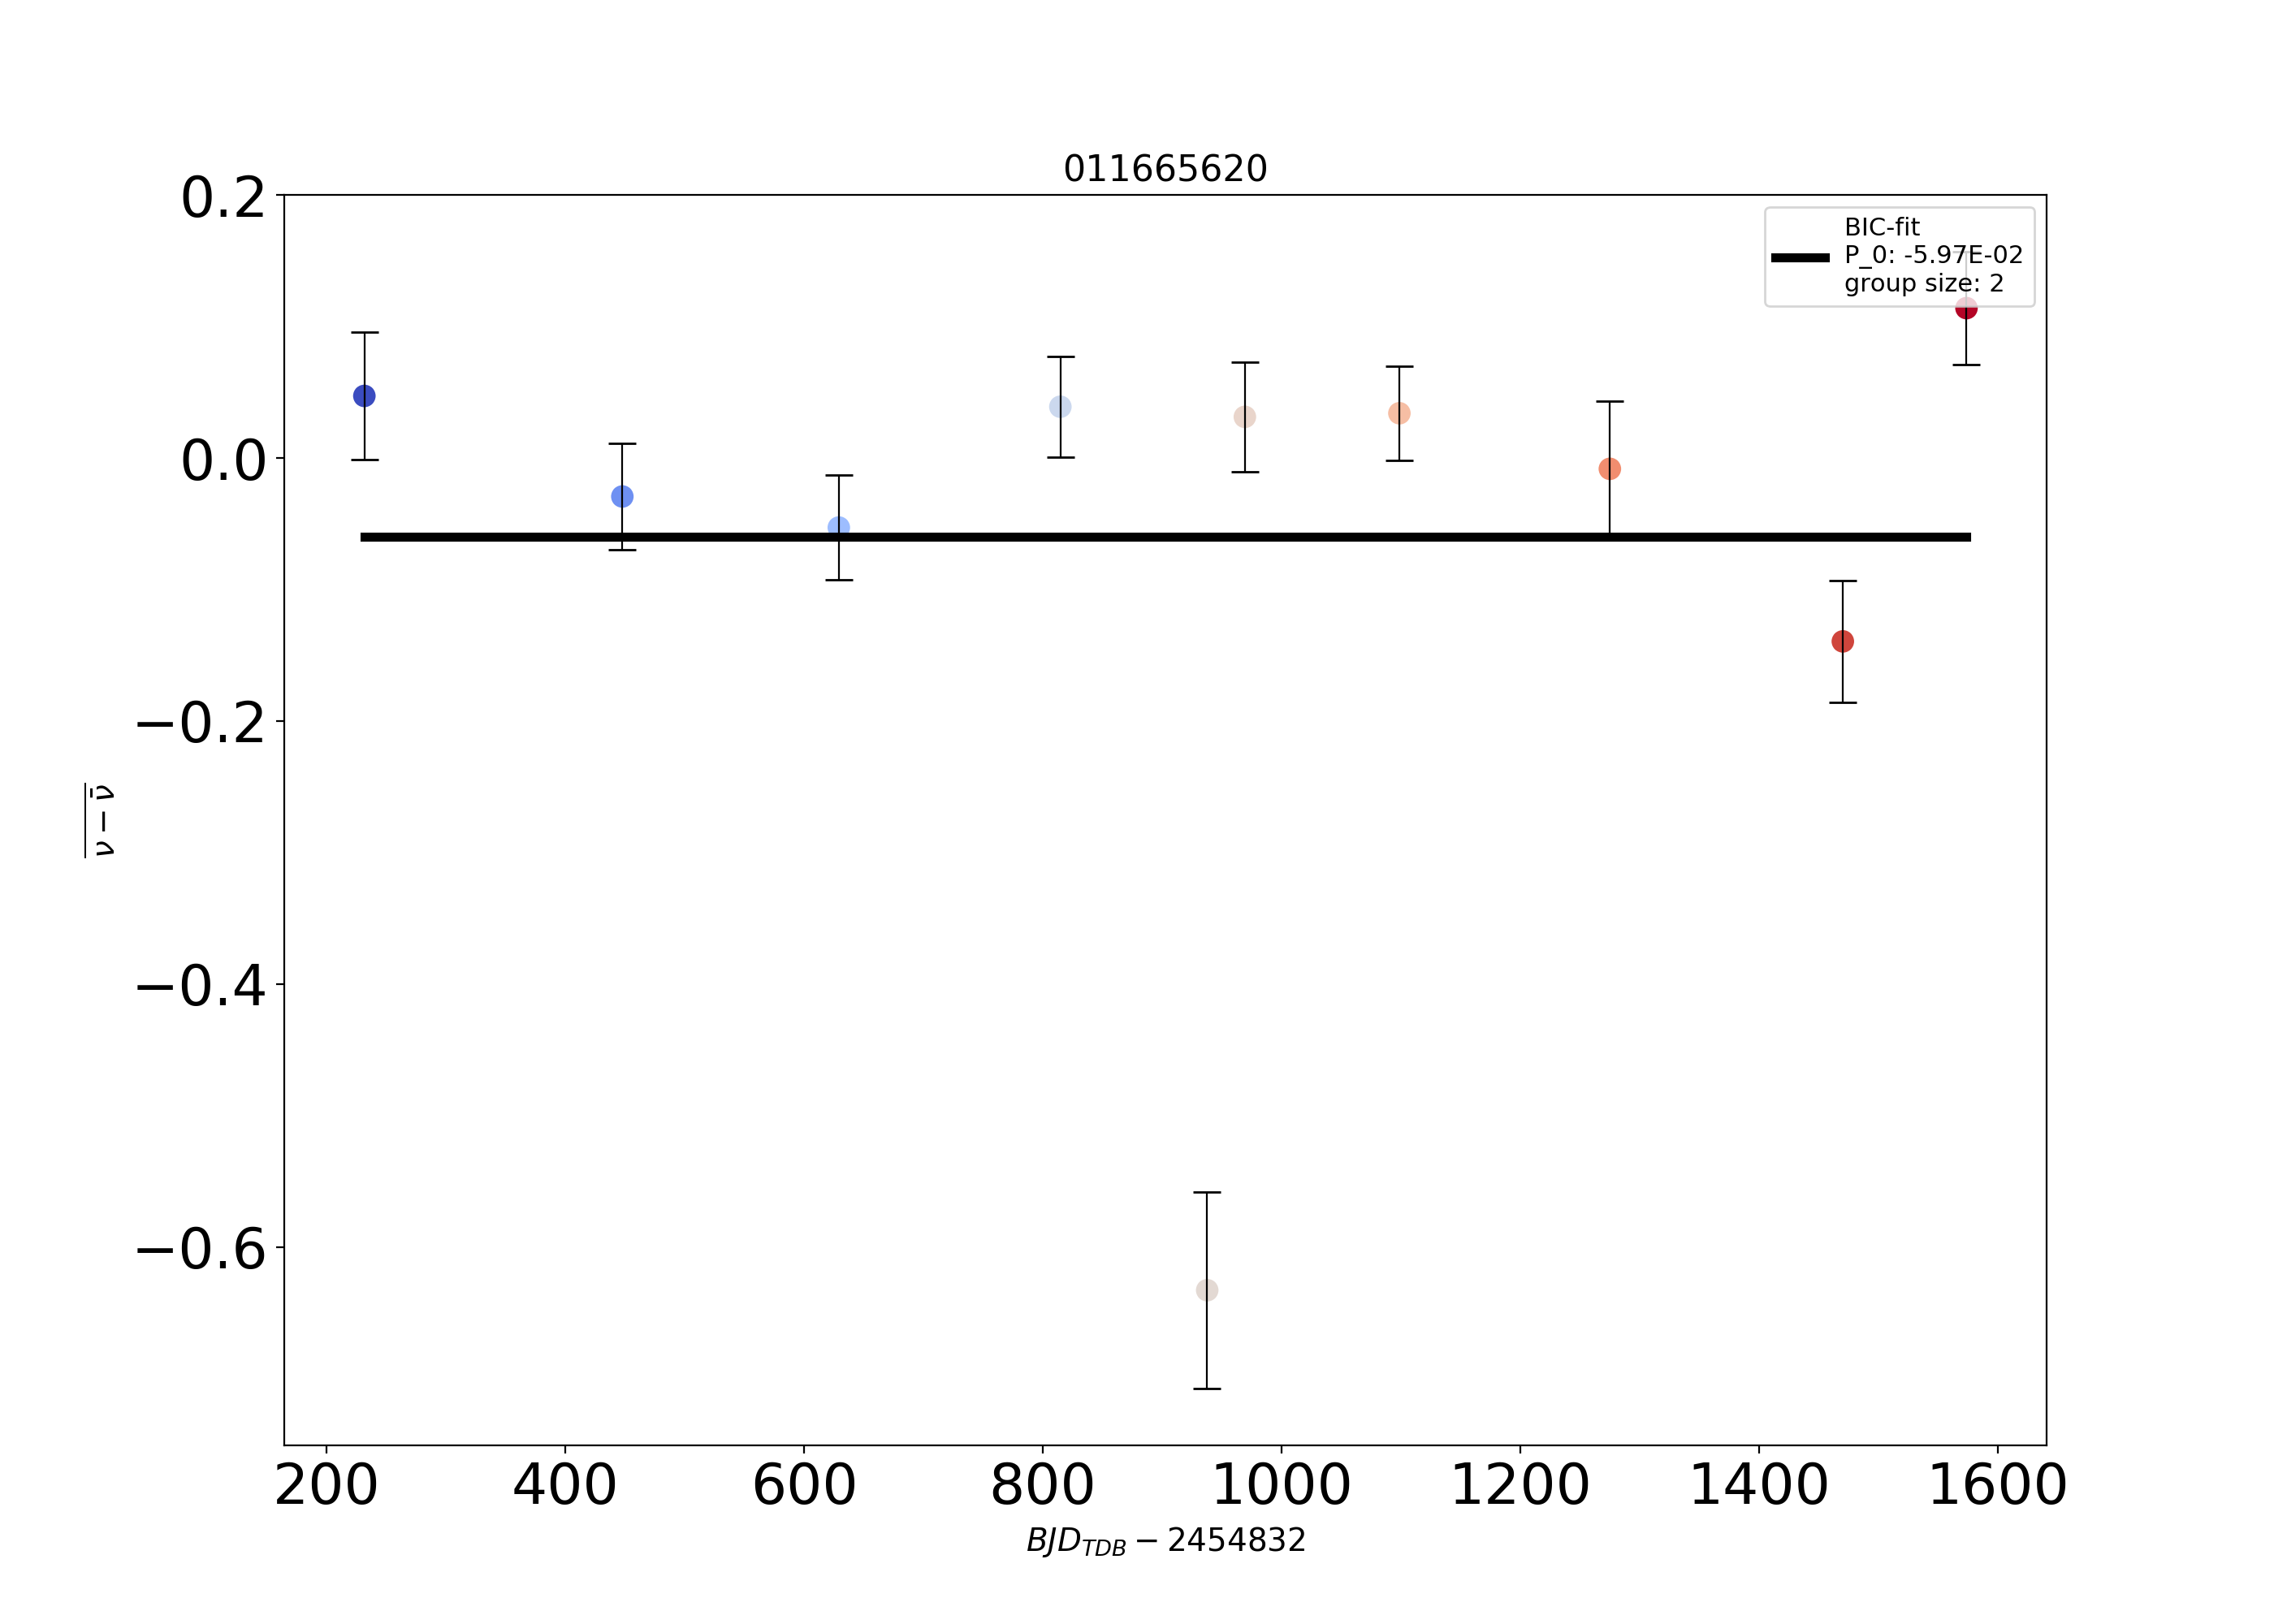 011665620
BIC-fit
P_0: -5.97E-02
group size: 2
0.2
0.0
−0.2
−0.4
−0.6
ν − ν̄
200 400 600 800 1000 1200 1400 1600
BJD_TDB − 2454832